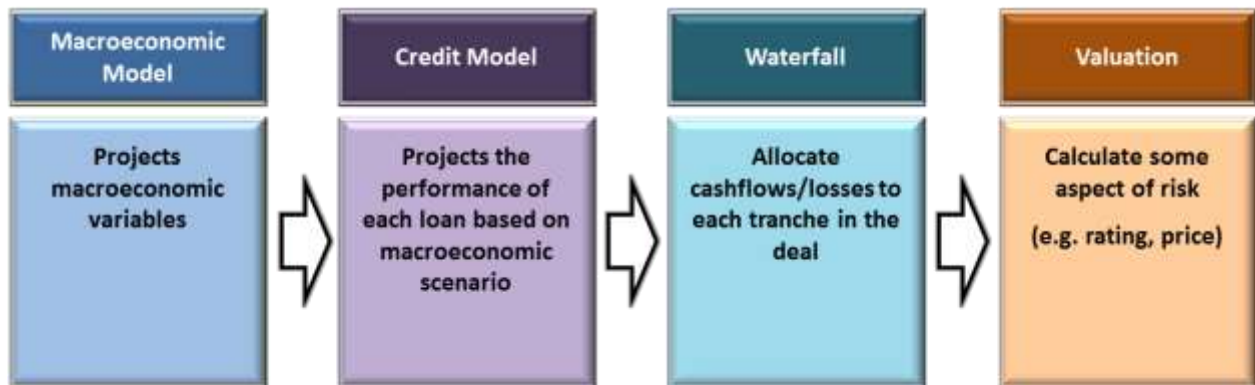 Macroeconomic
Model
Credit Model
Waterfall
Valuation
Projects
macroeconomic
variables
Projects the
performance of
each loan based on
macroeconomic
scenario
Allocate
cashflows/losses to
each tranche in the
deal
Calculate some
aspect of risk
(e.g. rating, price)